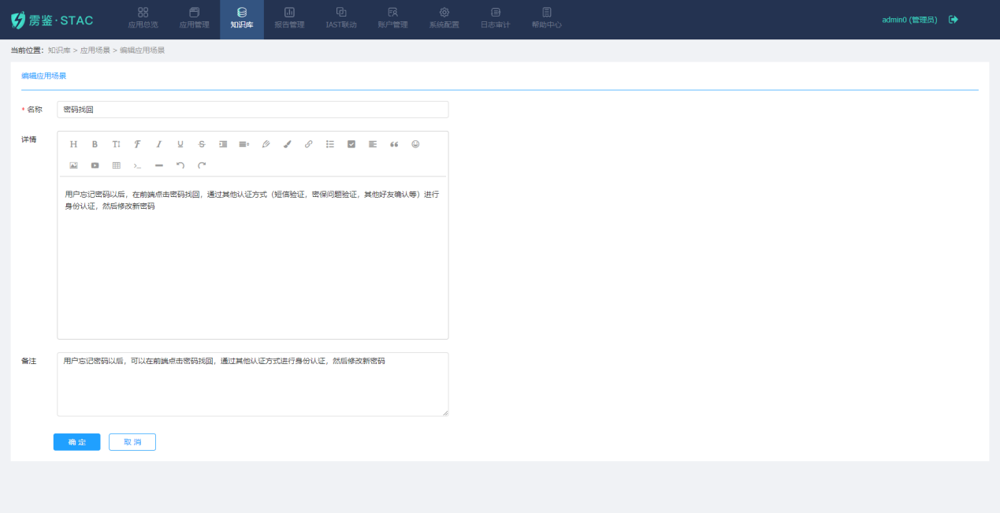 雳鉴·STAC
应用总览
应用管理
知识库
报告管理
IAST联动
账户管理
系统配置
日志审计
帮助中心
admin0 (管理员)
当前位置: 知识库 > 应用场景 > 编辑应用场景
编辑应用场景
* 名称
密码找回
详情
用户忘记密码以后，在前端点击密码找回，通过其他认证方式（短信验证，密保问题验证，其他好友确认等）进行
身份认证，然后修改新密码
备注
用户忘记密码以后，可以在前端点击密码找回，通过其他认证方式进行身份认证，然后修改新密码
确 定
取 消